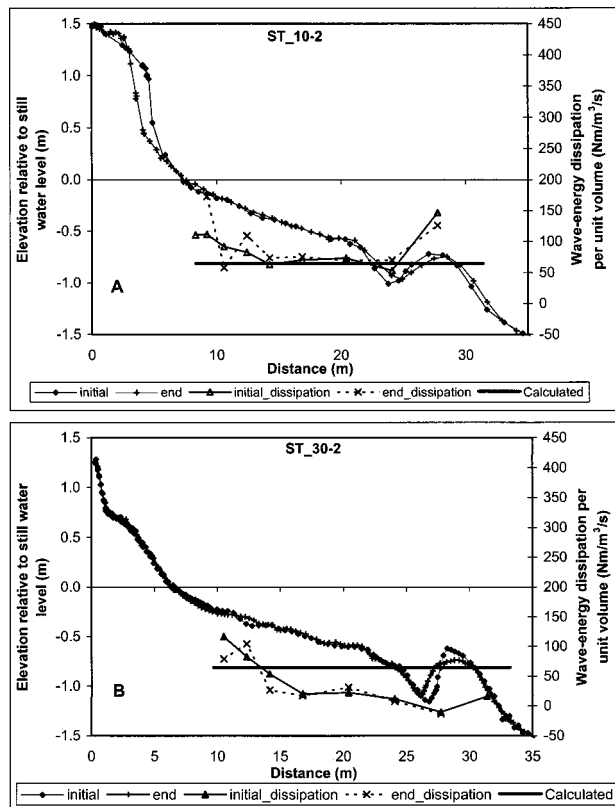 ST_10-2
Elevation relative to still
water level (m)
1.5
1.0
0.5
0.0
-0.5
-1.0
-1.5
A
0
10
20
30
Distance (m)
450
400
350
300
250
200
150
100
50
0
-50
Wave-energy dissipation
per unit volume (Nm/m³/s)
initial
end
initial_dissipation
end_dissipation
Calculated
ST_30-2
Elevation relative to still water
level (m)
1.5
1.0
0.5
0.0
-0.5
-1.0
-1.5
B
0
5
10
15
20
25
30
35
Distance (m)
450
400
350
300
250
200
150
100
50
0
-50
Wave-energy dissipation per
unit volume (Nm/m³/s)
initial
end
initial_dissipation
end_dissipation
Calculated